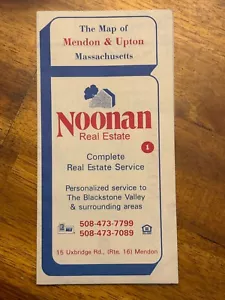 The Map of
Mendon & Upton
Massachusetts
Noonan
Real Estate
1
Complete
Real Estate Service
Personalized service to
The Blackstone Valley
& surrounding areas
508-473-7799
508-473-7089
15 Uxbridge Rd., (Rte. 16) Mendon